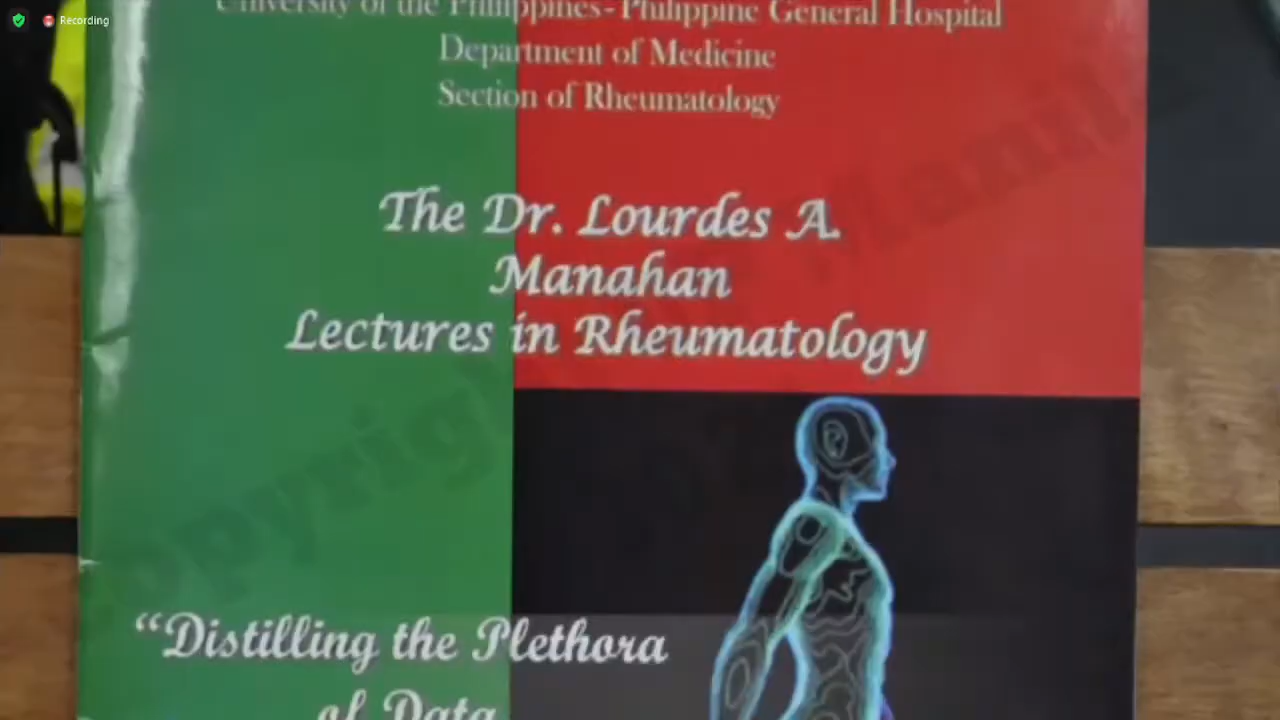 Recording
University of the Philippines-Philippine General Hospital
Department of Medicine
Section of Rheumatology
The Dr. Lourdes A.
Manahan
Lectures in Rheumatology
“Distilling the Plethora
of Data